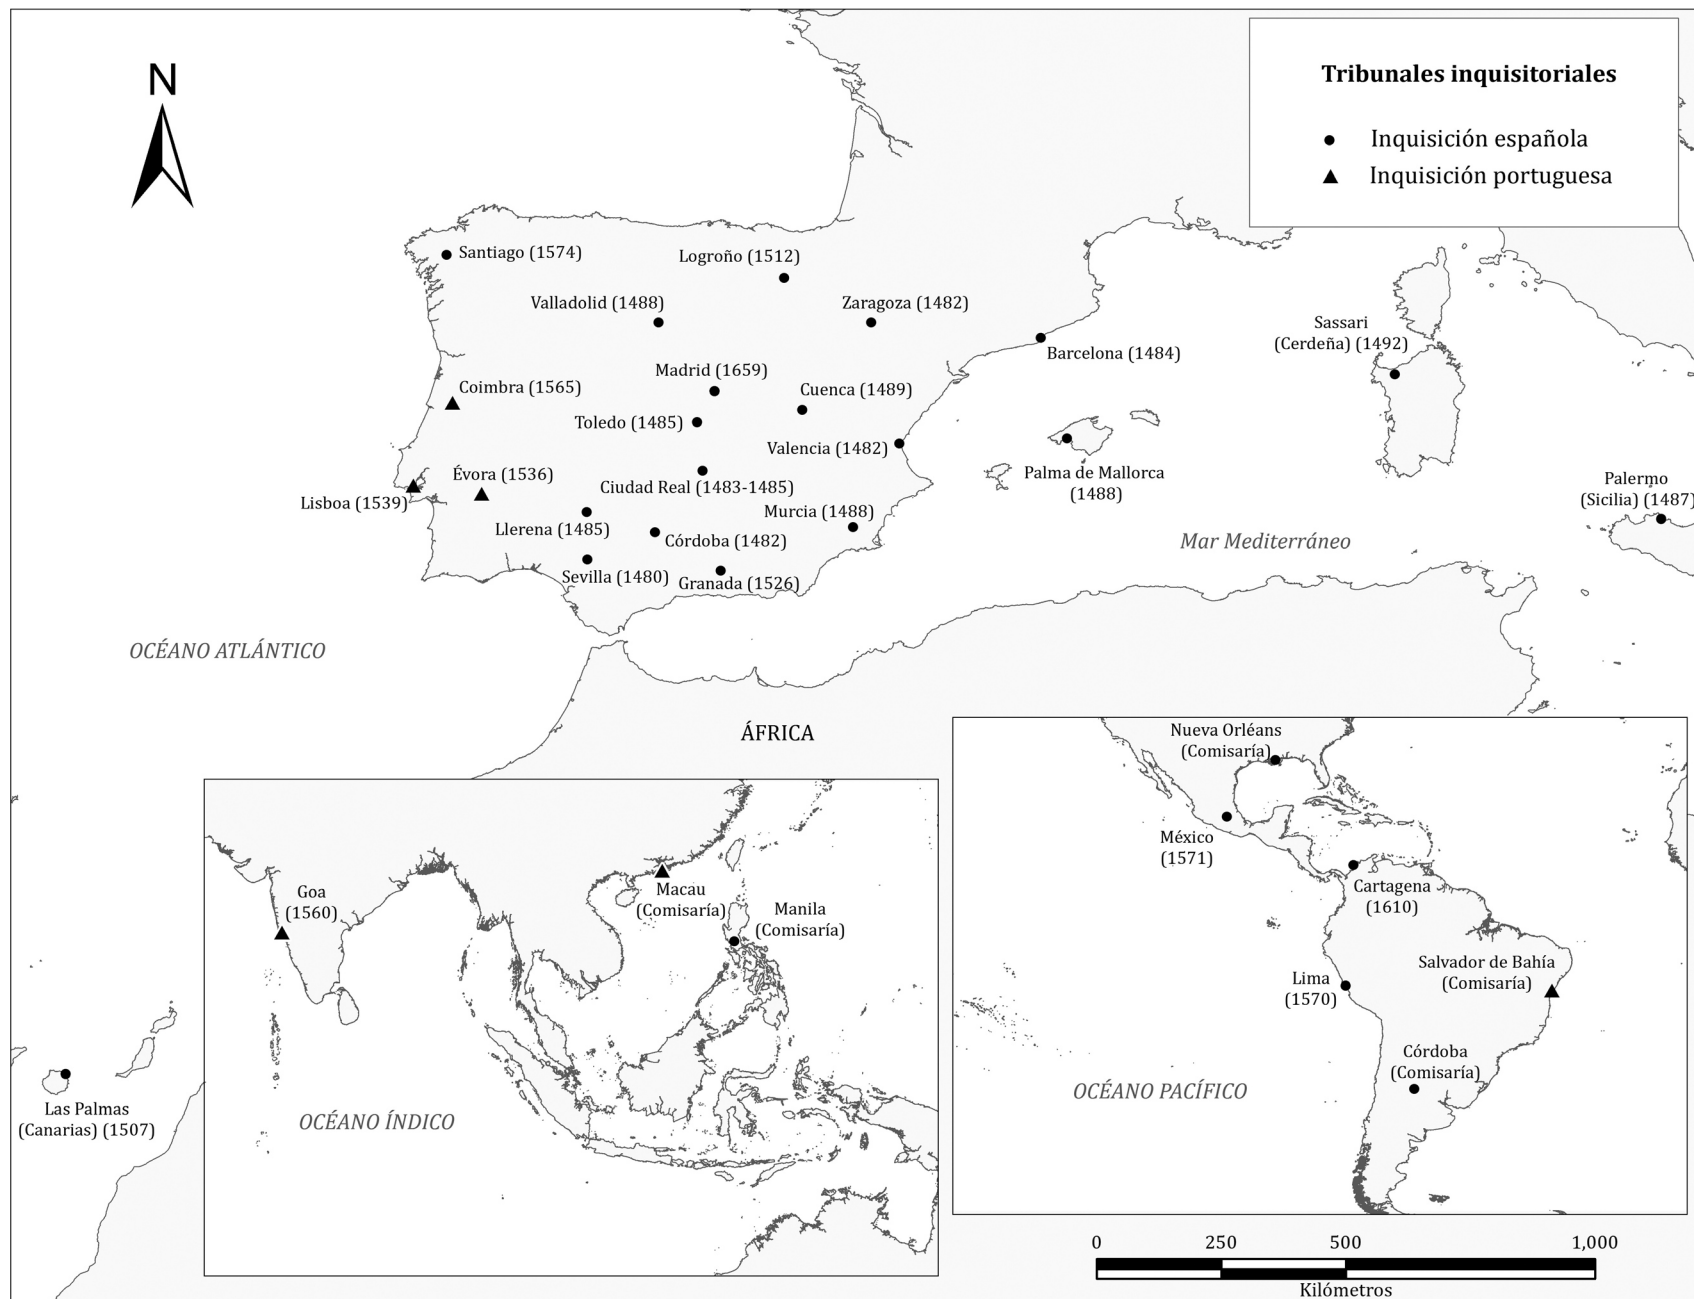 N
Tribunales inquisitoriales
Inquisición española
Inquisición portuguesa
Santiago (1574)
Logroño (1512)
Valladolid (1488)
Zaragoza (1482)
Sassari
(Cerdeña) (1492)
Barcelona (1484)
Madrid (1659)
Coimbra (1565)
Cuenca (1489)
Toledo (1485)
Valencia (1482)
Évora (1536)
Palma de Mallorca
(1488)
Palermo
(Sicilia) (1487)
Ciudad Real (1483-1485)
Lisboa (1539)
Murcia (1488)
Llerena (1485)
Córdoba (1482)
Mar Mediterráneo
Sevilla (1480)
Granada (1526)
OCÉANO ATLÁNTICO
ÁFRICA
Nueva Orléans
(Comisaría)
México
(1571)
Cartagena
(1610)
Salvador de Bahía
(Comisaría)
Lima
(1570)
Córdoba
(Comisaría)
OCÉANO PACÍFICO
Goa
(1560)
Macau
(Comisaría)
Manila
(Comisaría)
OCÉANO ÍNDICO
Las Palmas
(Canarias) (1507)
0 250 500 1,000
Kilómetros